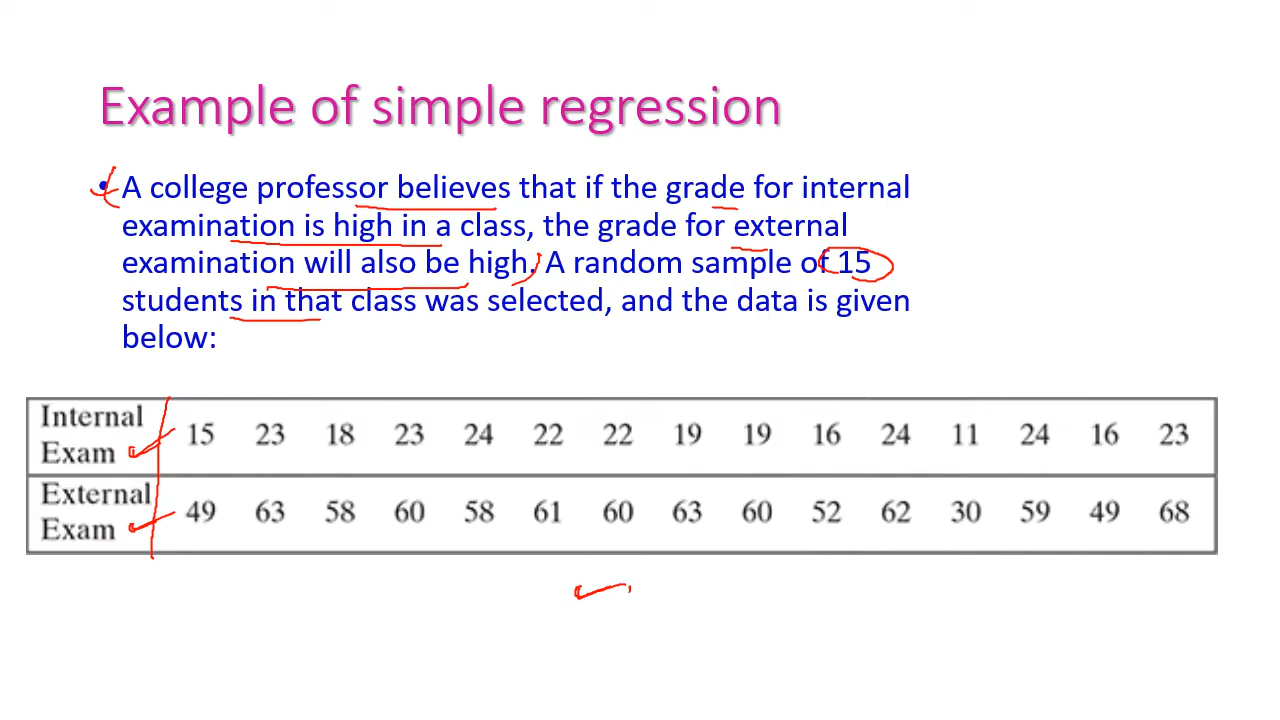 Example of simple regression
• A college professor believes that if the grade for internal
examination is high in a class, the grade for external
examination will also be high. A random sample of 15
students in that class was selected, and the data is given
below:
Internal Exam 15 23 18 23 24 22 22 19 19 16 24 11 24 16 23
External Exam 49 63 58 60 58 61 60 63 60 52 62 30 59 49 68